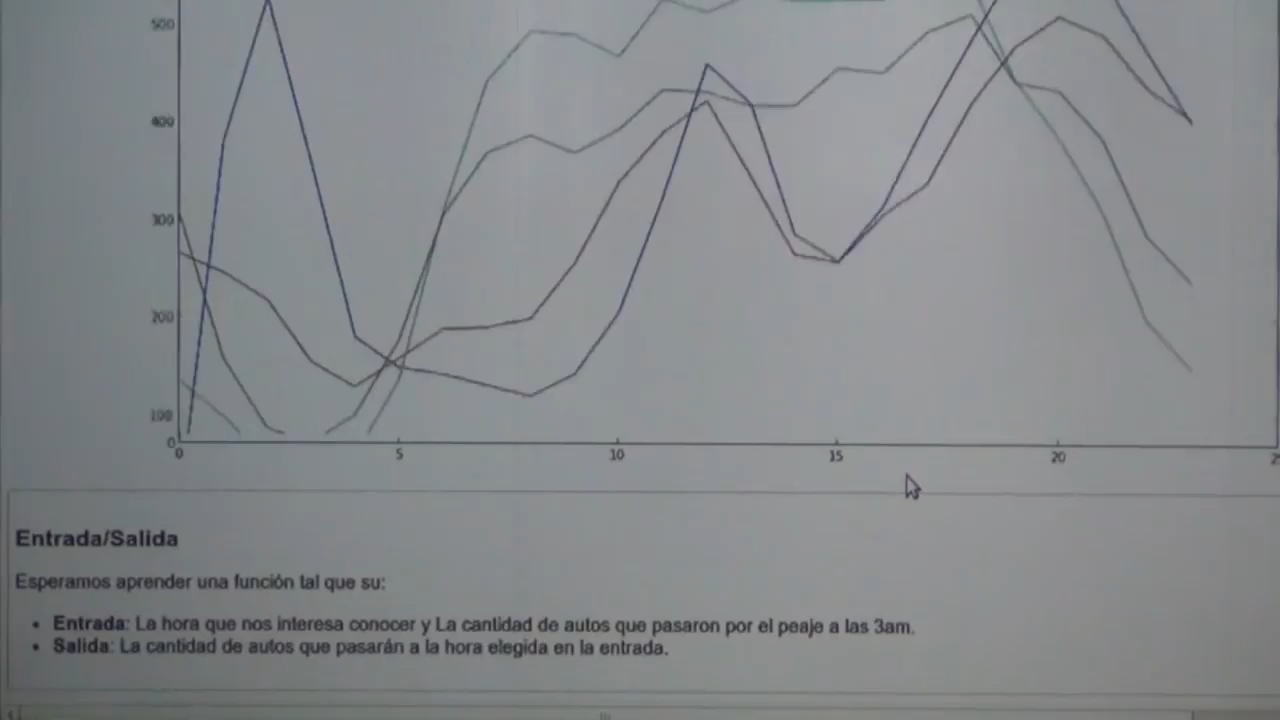 500
400
300
200
100
0
0 5 10 15 20
Entrada/Salida
Esperamos aprender una función tal que su:
• Entrada: La hora que nos interesa conocer y La cantidad de autos que pasaron por el peaje a las 3am.
• Salida: La cantidad de autos que pasarán a la hora elegida en la entrada.